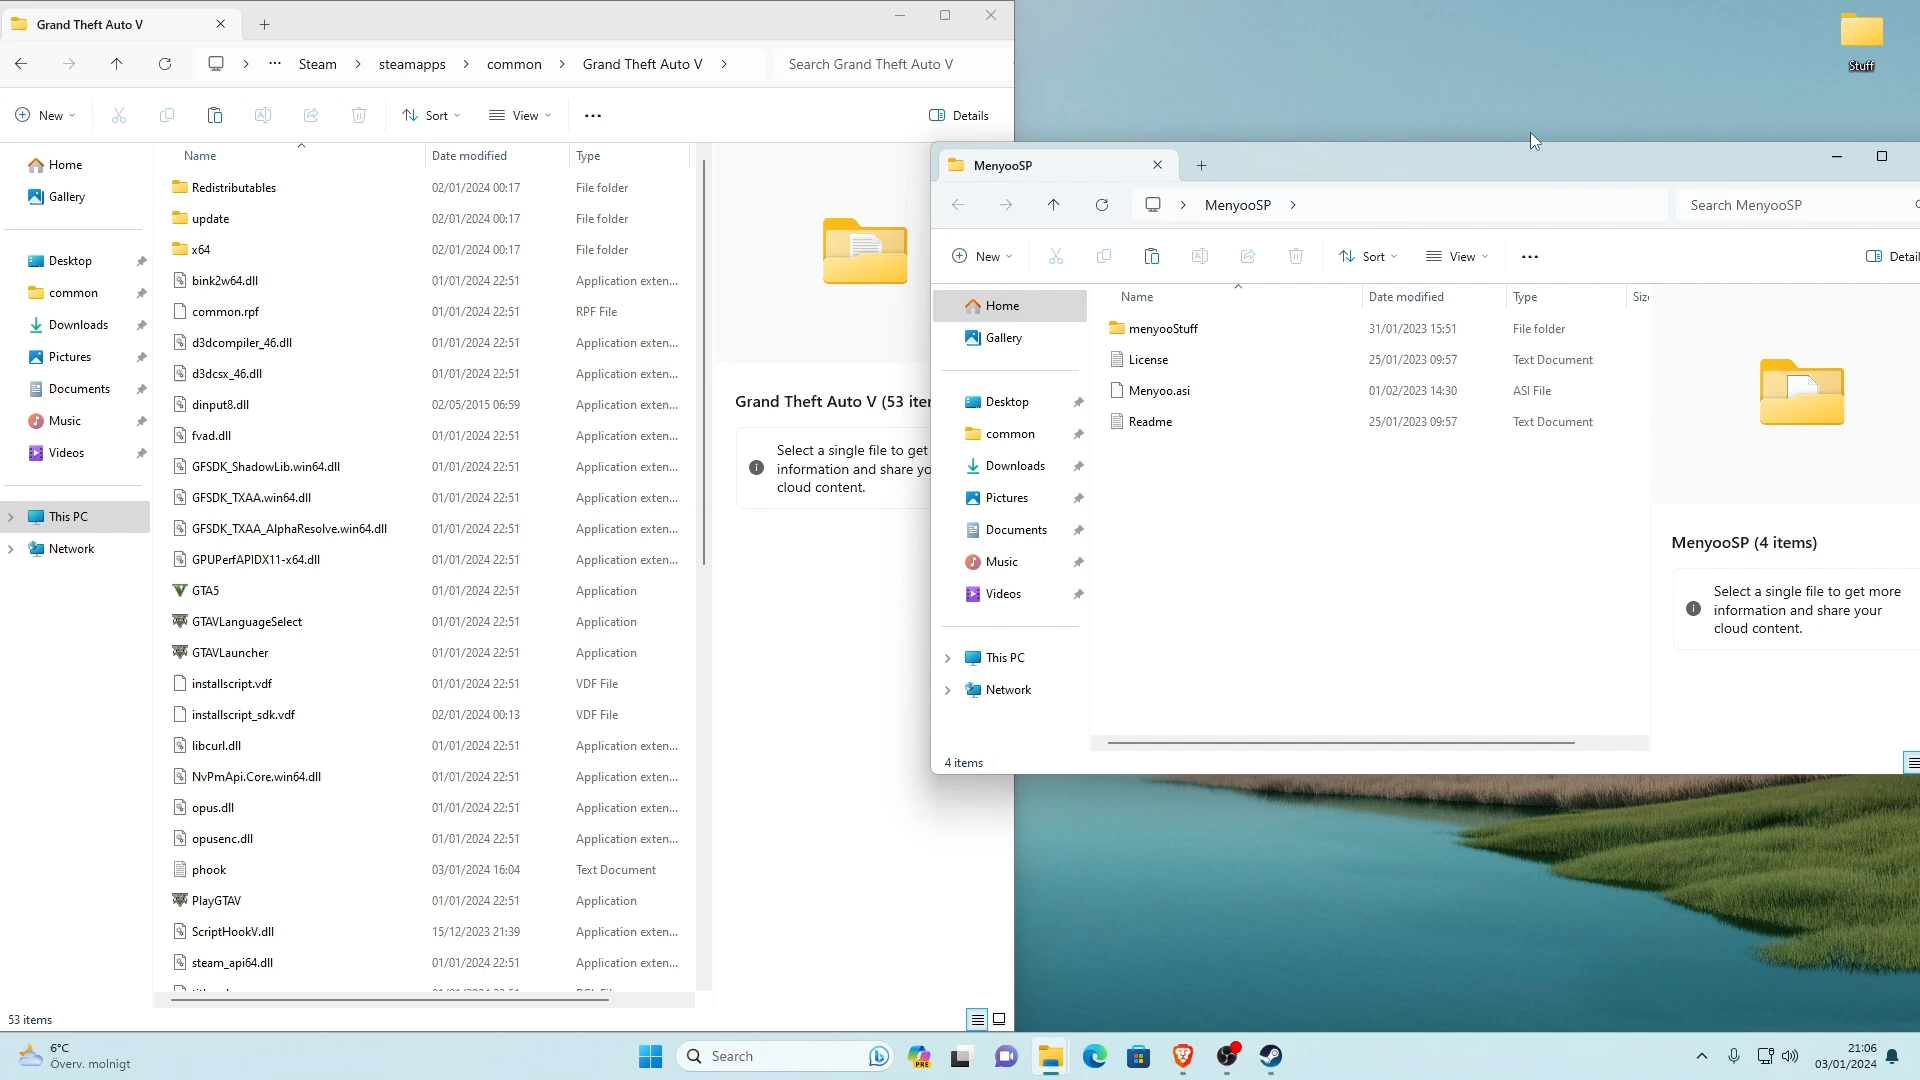 Grand Theft Auto V
Steam
steamapps
common
Grand Theft Auto V
Search Grand Theft Auto V
New
Sort
View
Details
Home
Gallery
Desktop
common
Downloads
Pictures
Documents
Music
Videos
This PC
Network
Name Date modified Type
Redistributables 02/01/2024 00:17 File folder
update 02/01/2024 00:17 File folder
x64 02/01/2024 00:17 File folder
bink2w64.dll 01/01/2024 22:51 Application exten...
common.rpf 01/01/2024 22:51 RPF File
d3dcompiler_46.dll 01/01/2024 22:51 Application exten...
d3dcsx_46.dll 01/01/2024 22:51 Application exten...
dinput8.dll 02/05/2015 06:59 Application exten...
fvad.dll 01/01/2024 22:51 Application exten...
GFSDK_ShadowLib.win64.dll 01/01/2024 22:51 Application exten...
GFSDK_TXAA.win64.dll 01/01/2024 22:51 Application exten...
GFSDK_TXAA_AlphaResolve.win64.dll 01/01/2024 22:51 Application exten...
GPUPerfAPIDX11-x64.dll 01/01/2024 22:51 Application exten...
GTA5 01/01/2024 22:51 Application
GTAVLanguageSelect 01/01/2024 22:51 Application
GTAVLauncher 01/01/2024 22:51 Application
installscript.vdf 01/01/2024 22:51 VDF File
installscript_sdk.vdf 02/01/2024 00:13 VDF File
libcurl.dll 01/01/2024 22:51 Application exten...
NvPmApi.Core.win64.dll 01/01/2024 22:51 Application exten...
opus.dll 01/01/2024 22:51 Application exten...
opusenc.dll 01/01/2024 22:51 Application exten...
phook 03/01/2024 16:04 Text Document
PlayGTAV 01/01/2024 22:51 Application
ScriptHookV.dll 15/12/2023 21:39 Application exten...
steam_api64.dll 01/01/2024 22:51 Application exten...
Grand Theft Auto V (53 iter
Select a single file to get
information and share yo
cloud content.
53 items
Stuff
MenyooSP
MenyooSP
Search MenyooSP
New
Sort
View
Detail
Home
Gallery
Desktop
common
Downloads
Pictures
Documents
Music
Videos
This PC
Network
Name Date modified Type Siz
menyooStuff 31/01/2023 15:51 File folder
License 25/01/2023 09:57 Text Document
Menyoo.asi 01/02/2023 14:30 ASI File
Readme 25/01/2023 09:57 Text Document
MenyooSP (4 items)
Select a single file to get more
information and share your
cloud content.
4 items
6°C
Överv. molnigt
Search
PRE
21:06
03/01/2024